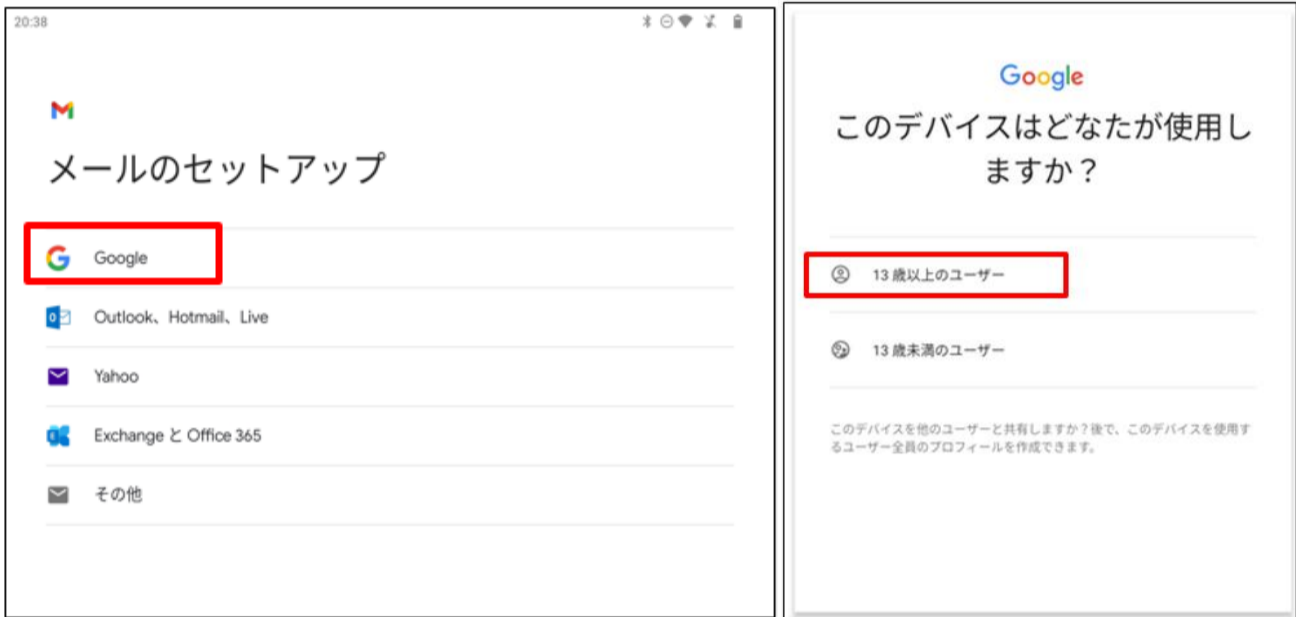 20:38
メールのセットアップ
Google
Outlook、Hotmail、Live
Yahoo
Exchange と Office 365
その他
Google
このデバイスはどなたが使用し
ますか？
13 歳以上のユーザー
13 歳未満のユーザー
このデバイスを他のユーザーと共有しますか？後で、このデバイスを使用す
るユーザー全員のプロフィールを作成できます。